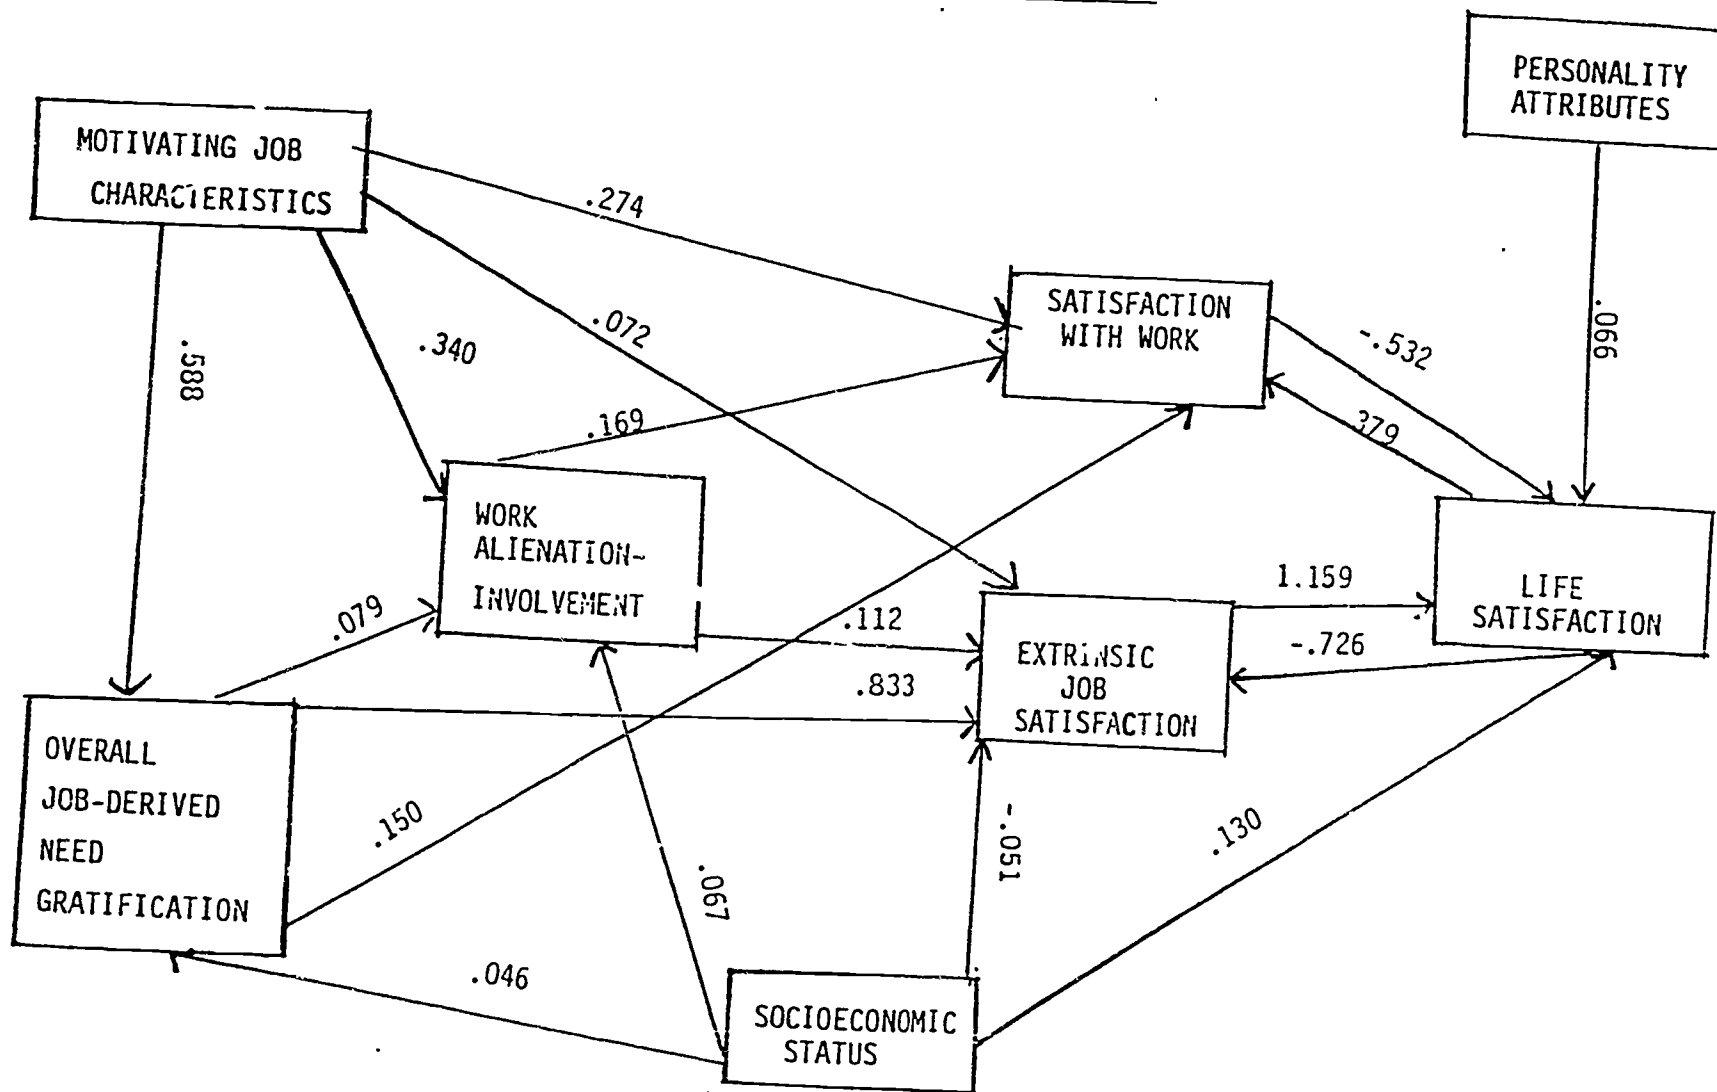 PERSONALITY
ATTRIBUTES
MOTIVATING JOB
CHARACTERISTICS
.274
SATISFACTION
WITH WORK
.072
-.532
.066
.588
.340
.379
.169
WORK
ALIENATION-
INVOLVEMENT
LIFE
SATISFACTION
1.159
.079
.112
-.726
EXTRINSIC
JOB
SATISFACTION
.833
OVERALL
JOB-DERIVED
NEED
GRATIFICATION
.150
-.051
.130
.067
.046
SOCIOECONOMIC
STATUS